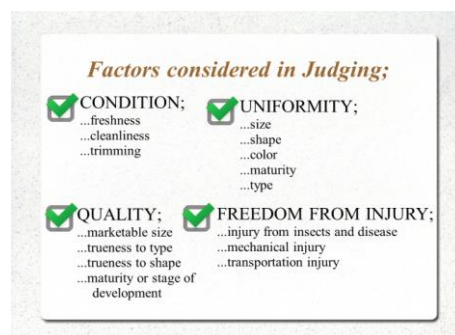 Factors considered in Judging;
CONDITION;
...freshness
...cleanliness
...trimming
UNIFORMITY;
...size
...shape
...color
...maturity
...type
QUALITY;
...marketable size
...trueness to type
...trueness to shape
...maturity or stage of
development
FREEDOM FROM INJURY;
...injury from insects and disease
...mechanical injury
...transportation injury